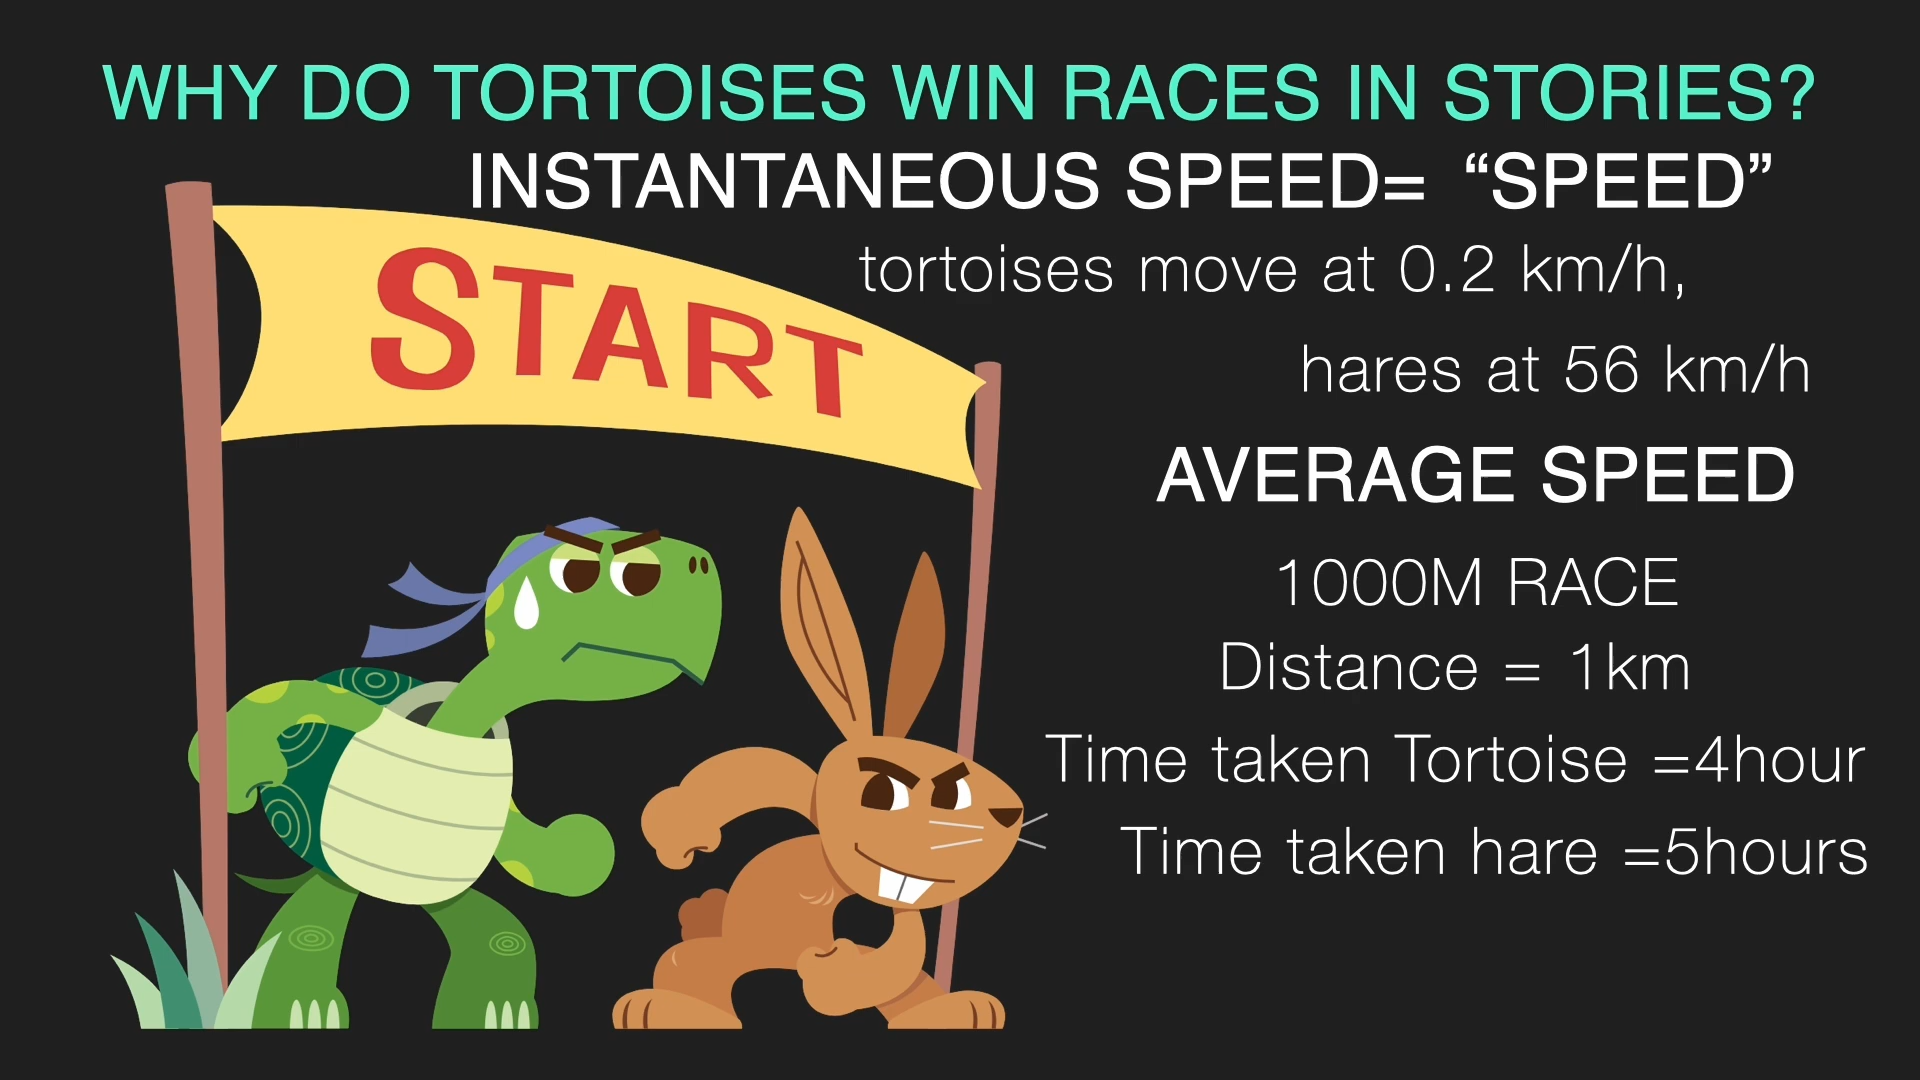 WHY DO TORTOISES WIN RACES IN STORIES?
INSTANTANEOUS SPEED= “SPEED”
START
tortoises move at 0.2 km/h,
hares at 56 km/h
AVERAGE SPEED
1000M RACE
Distance = 1km
Time taken Tortoise =4hour
Time taken hare =5hours